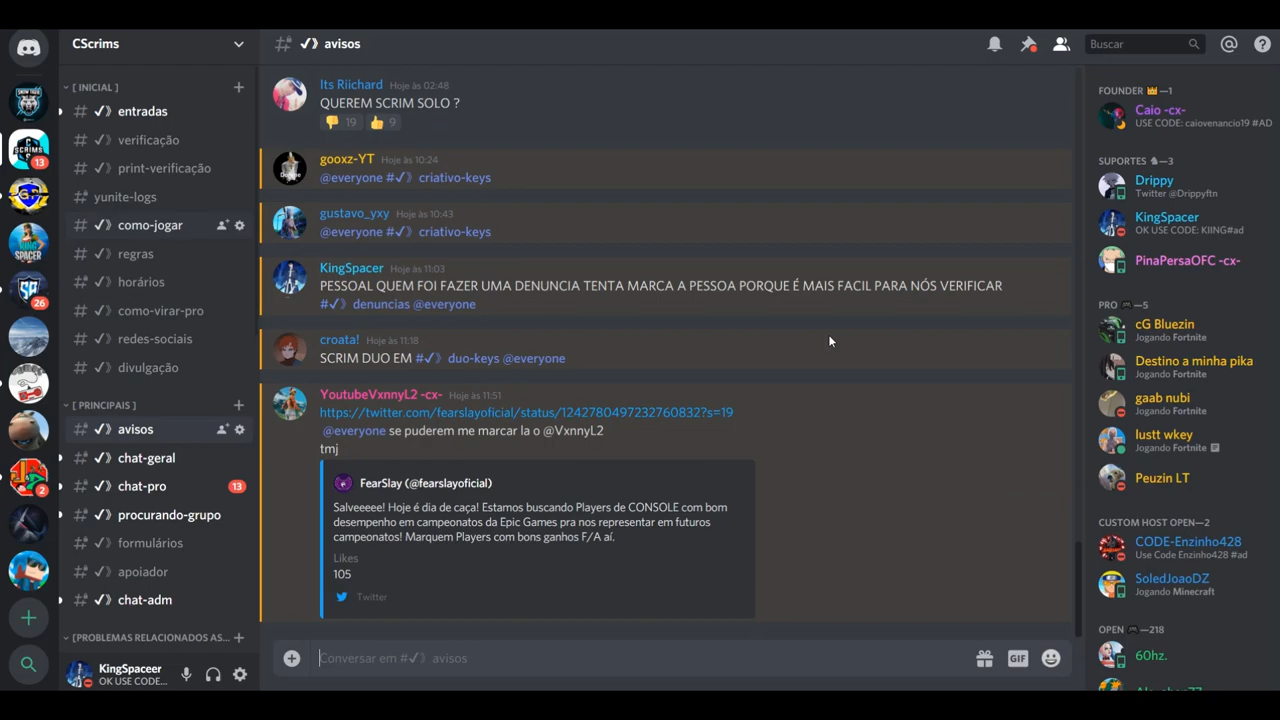 CScrims
[ INICIAL ]
✓》 entradas
✓》 verificação
✓》 print-verificação
yunite-logs
✓》 como-jogar
✓》 regras
✓》 horários
✓》 como-virar-pro
✓》 redes-sociais
✓》 divulgação
[ PRINCIPAIS ]
✓》 avisos
✓》 chat-geral
✓》 chat-pro 13
✓》 procurando-grupo
✓》 formulários
✓》 apoiador
✓》 chat-adm
[PROBLEMAS RELACIONADOS AS...
KingSpaceer
OK USE CODE...
SCRIMS
13
KING
SPACER
26
2
✓》 avisos
Buscar
Its Riichard Hoje às 02:48
QUEREM SCRIM SOLO ?
👎 19 👍 9
gooxz-YT Hoje às 10:24
@everyone #✓》 criativo-keys
gustavo_yxy Hoje às 10:43
@everyone #✓》 criativo-keys
KingSpacer Hoje às 11:03
PESSOAL QUEM FOI FAZER UMA DENUNCIA TENTA MARCA A PESSOA PORQUE É MAIS FACIL PARA NÓS VERIFICAR
#✓》 denuncias @everyone
croata! Hoje às 11:18
SCRIM DUO EM #✓》 duo-keys @everyone
YoutubeVxnnyL2 -cx- Hoje às 11:51
https://twitter.com/fearslayoficial/status/1242780497232760832?s=19
@everyone se puderem me marcar la o @VxnnyL2
tmj
FearSlay (@fearslayoficial)
Salveeeee! Hoje é dia de caça! Estamos buscando Players de CONSOLE com bom
desempenho em campeonatos da Epic Games pra nos representar em futuros
campeonatos! Marquem Players com bons ganhos F/A aí.
Likes
105
Twitter
Conversar em #✓》 avisos
GIF
FOUNDER 👑—1
Caio -cx-
USE CODE: caiovenancio19 #AD
SUPORTES ♞—3
Drippy
Twitter @Drippyftn
KingSpacer
OK USE CODE: KIING#ad
PinaPersaOFC -cx-
PRO 🎮—5
cG Bluezin
Jogando Fortnite
Destino a minha pika
Jogando Fortnite
gaab nubi
Jogando Fortnite
lustt wkey
Jogando Fortnite
Peuzin LT
CUSTOM HOST OPEN—2
CODE-Enzinho428
Use Code Enzinho428 #ad
SoledJoaoDZ
Jogando Minecraft
OPEN 🎮—218
60hz.